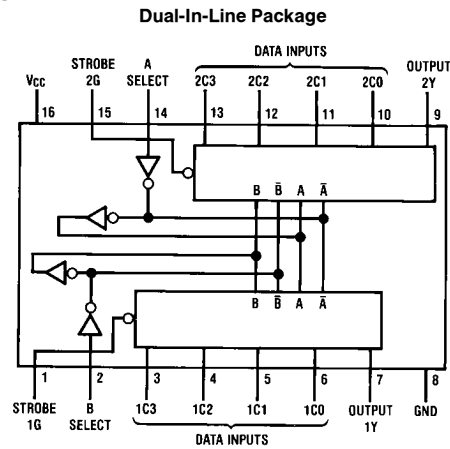 Dual-In-Line Package
DATA INPUTS
STROBE 2G
A SELECT
OUTPUT 2Y
VCC
2C3 2C2 2C1 2C0
16 15 14 13 12 11 10 9
B B̅ A A̅
B B̅ A A̅
1 2 3 4 5 6 7 8
STROBE 1G
B SELECT
1C3 1C2 1C1 1C0
OUTPUT 1Y
GND
DATA INPUTS